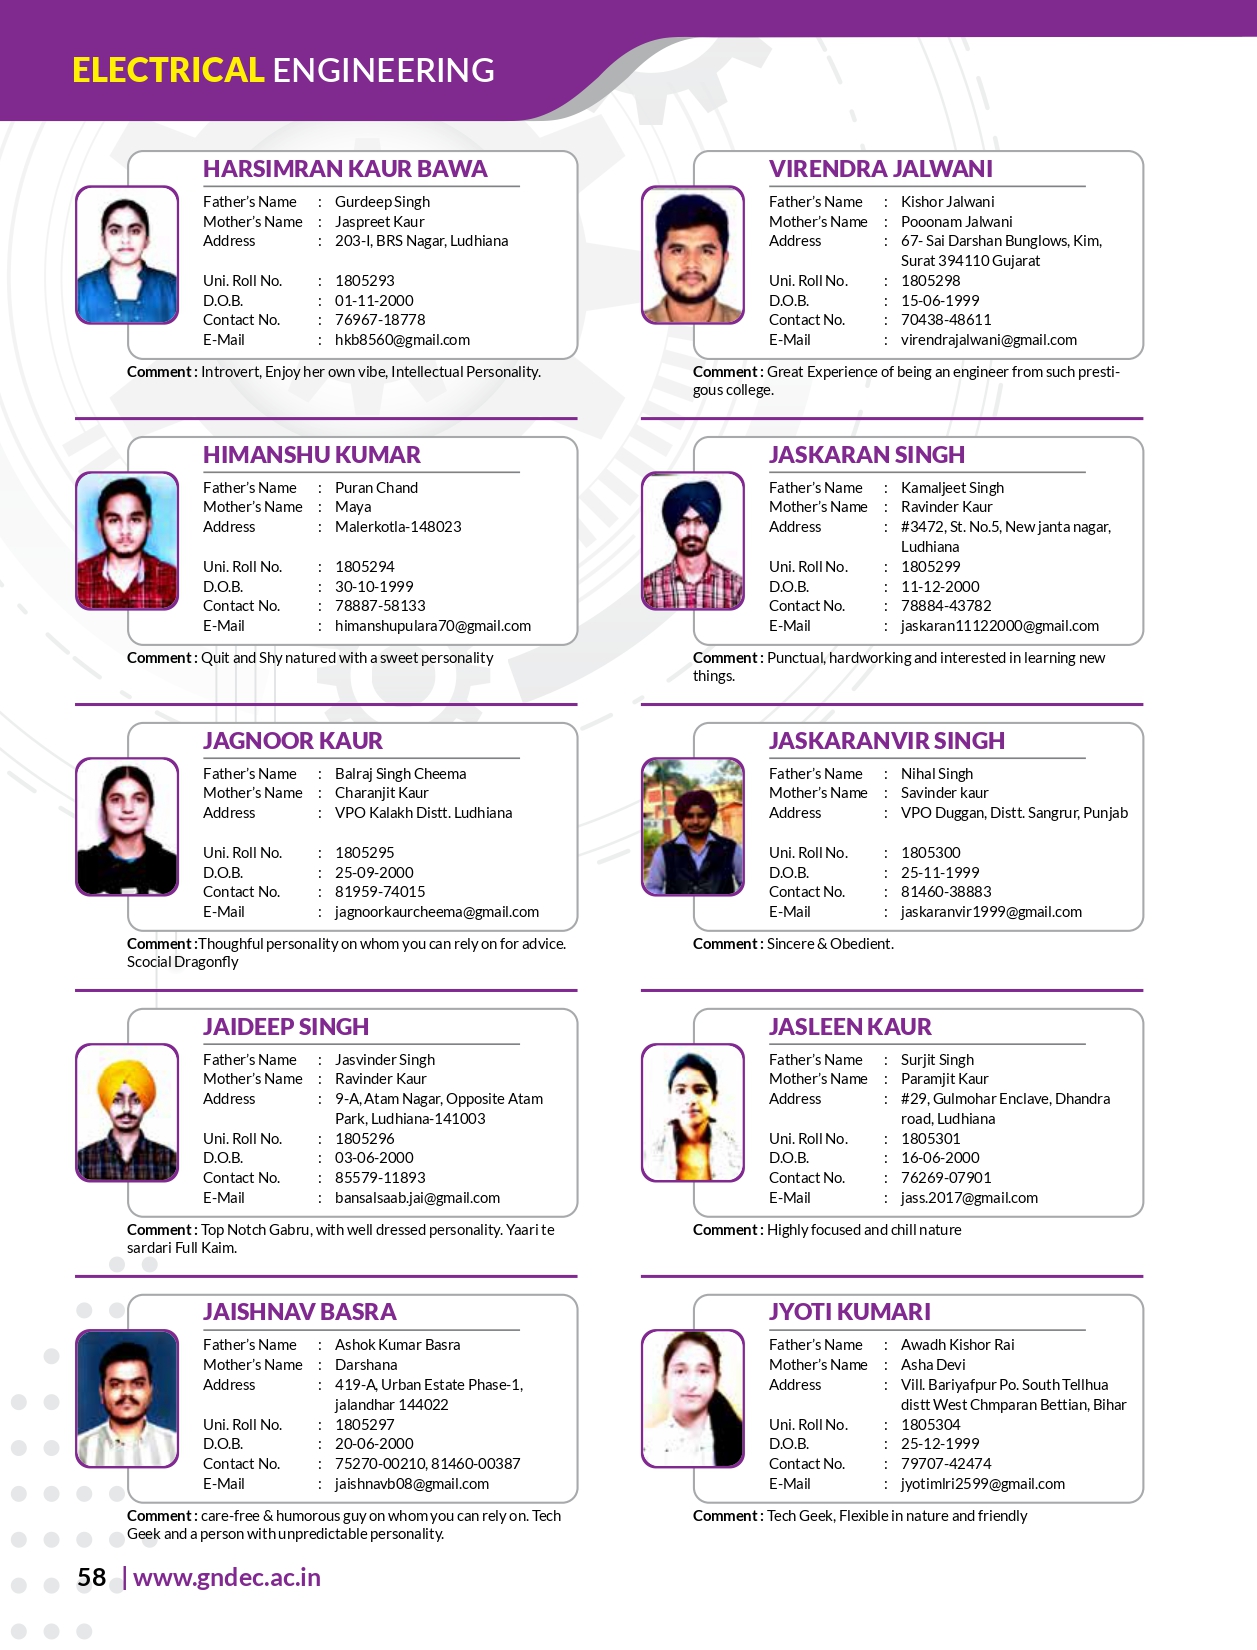 ELECTRICAL ENGINEERING
HARSIMRAN KAUR BAWA
Father's Name : Gurdeep Singh
Mother's Name : Jaspreet Kaur
Address : 203-I, BRS Nagar, Ludhiana
Uni. Roll No. : 1805293
D.O.B. : 01-11-2000
Contact No. : 76967-18778
E-Mail : hkb8560@gmail.com
Comment : Introvert, Enjoy her own vibe, Intellectual Personality.
HIMANSHU KUMAR
Father's Name : Puran Chand
Mother's Name : Maya
Address : Malerkotla-148023
Uni. Roll No. : 1805294
D.O.B. : 30-10-1999
Contact No. : 78887-58133
E-Mail : himanshupulara70@gmail.com
Comment : Quit and Shy natured with a sweet personality
JAGNOOR KAUR
Father's Name : Balraj Singh Cheema
Mother's Name : Charanjit Kaur
Address : VPO Kalakh Distt. Ludhiana
Uni. Roll No. : 1805295
D.O.B. : 25-09-2000
Contact No. : 81959-74015
E-Mail : jagnoorkaurcheema@gmail.com
Comment :Thoughful personality on whom you can rely on for advice.
Scocial Dragonfly
JAIDEEP SINGH
Father's Name : Jasvinder Singh
Mother's Name : Ravinder Kaur
Address : 9-A, Atam Nagar, Opposite Atam
Park, Ludhiana-141003
Uni. Roll No. : 1805296
D.O.B. : 03-06-2000
Contact No. : 85579-11893
E-Mail : bansalsaab.jai@gmail.com
Comment : Top Notch Gabru, with well dressed personality. Yaari te
sardari Full Kaim.
JAISHNAV BASRA
Father's Name : Ashok Kumar Basra
Mother's Name : Darshana
Address : 419-A, Urban Estate Phase-1,
jalandhar 144022
Uni. Roll No. : 1805297
D.O.B. : 20-06-2000
Contact No. : 75270-00210, 81460-00387
E-Mail : jaishnavb08@gmail.com
Comment : care-free & humorous guy on whom you can rely on. Tech
Geek and a person with unpredictable personality.
VIRENDRA JALWANI
Father's Name : Kishor Jalwani
Mother's Name : Pooonam Jalwani
Address : 67- Sai Darshan Bunglows, Kim,
Surat 394110 Gujarat
Uni. Roll No. : 1805298
D.O.B. : 15-06-1999
Contact No. : 70438-48611
E-Mail : virendrajalwani@gmail.com
Comment : Great Experience of being an engineer from such presti-
gous college.
JASKARAN SINGH
Father's Name : Kamaljeet Singh
Mother's Name : Ravinder Kaur
Address : #3472, St. No.5, New janta nagar,
Ludhiana
Uni. Roll No. : 1805299
D.O.B. : 11-12-2000
Contact No. : 78884-43782
E-Mail : jaskaran11122000@gmail.com
Comment : Punctual, hardworking and interested in learning new
things.
JASKARANVIR SINGH
Father's Name : Nihal Singh
Mother's Name : Savinder kaur
Address : VPO Duggan, Distt. Sangrur, Punjab
Uni. Roll No. : 1805300
D.O.B. : 25-11-1999
Contact No. : 81460-38883
E-Mail : jaskaranvir1999@gmail.com
Comment : Sincere & Obedient.
JASLEEN KAUR
Father's Name : Surjit Singh
Mother's Name : Paramjit Kaur
Address : #29, Gulmohar Enclave, Dhandra
road, Ludhiana
Uni. Roll No. : 1805301
D.O.B. : 16-06-2000
Contact No. : 76269-07901
E-Mail : jass.2017@gmail.com
Comment : Highly focused and chill nature
JYOTI KUMARI
Father's Name : Awadh Kishor Rai
Mother's Name : Asha Devi
Address : Vill. Bariyafpur Po. South Tellhua
distt West Chmparan Bettian, Bihar
Uni. Roll No. : 1805304
D.O.B. : 25-12-1999
Contact No. : 79707-42474
E-Mail : jyotimlri2599@gmail.com
Comment : Tech Geek, Flexible in nature and friendly
58 | www.gndec.ac.in